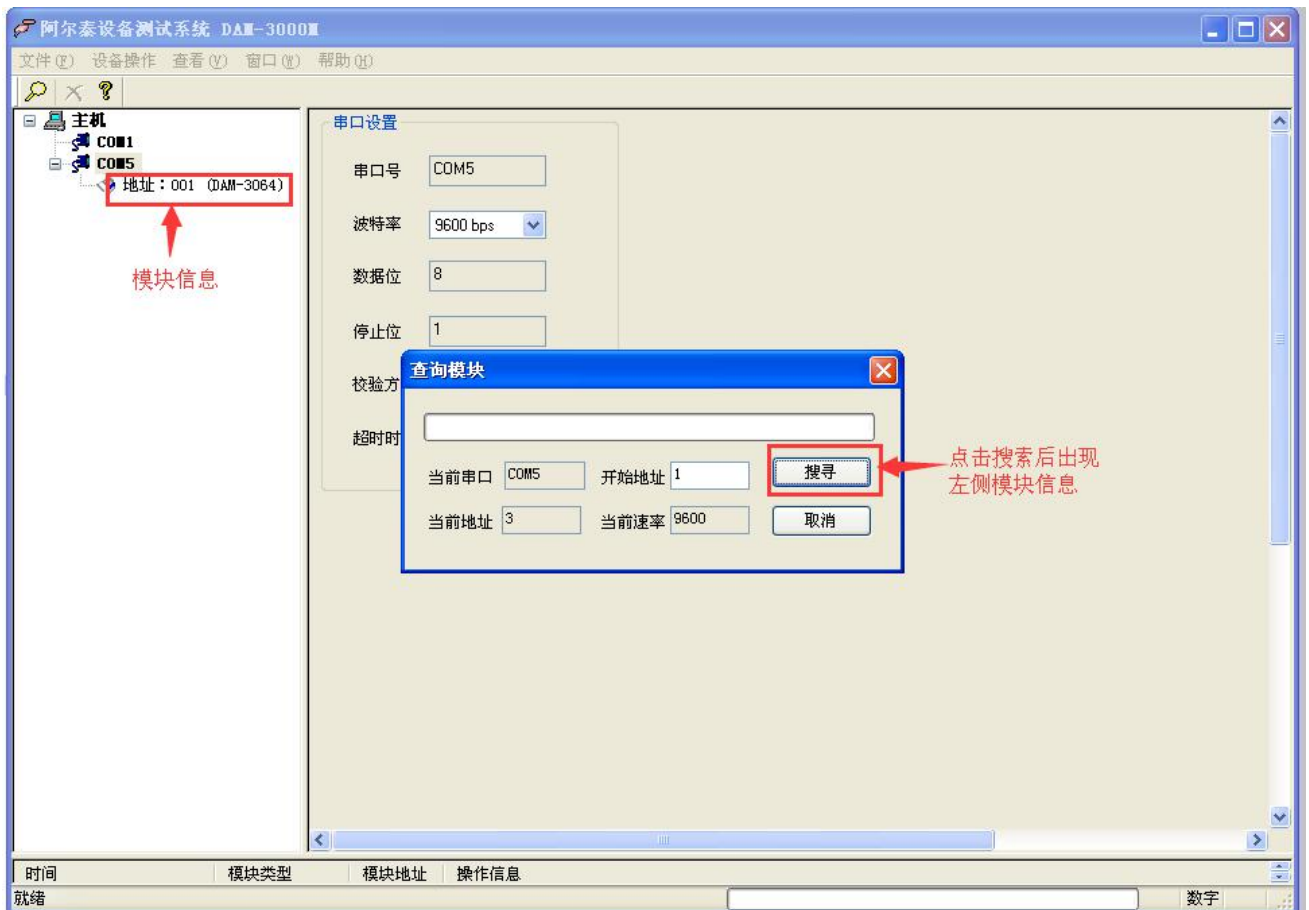 阿尔泰设备测试系统 DAM-3000M
文件(F) 设备操作 查看(V) 窗口(W) 帮助(H)
主机
COM1
COM5
地址：001 (DAM-3064)
模块信息
串口设置
串口号 COM5
波特率 9600 bps
数据位 8
停止位 1
校验方
超时时
查询模块
当前串口 COM5 开始地址 1 搜寻
当前地址 3 当前速率 9600 取消
点击搜索后出现
左侧模块信息
时间 模块类型 模块地址 操作信息
就绪 数字